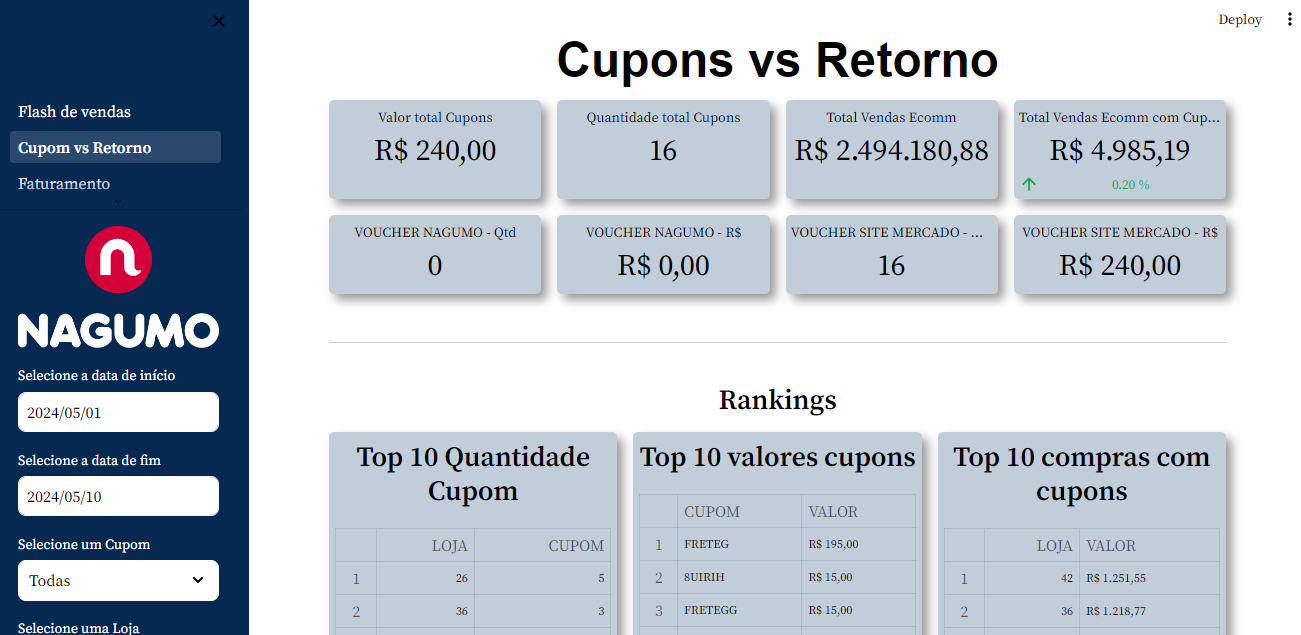 Deploy
Flash de vendas
Cupom vs Retorno
Faturamento
n
NAGUMO
Selecione a data de início
2024/05/01
Selecione a data de fim
2024/05/10
Selecione um Cupom
Todas
Selecione uma Loja
Cupons vs Retorno
Valor total Cupons
R$ 240,00
Quantidade total Cupons
16
Total Vendas Ecomm
R$ 2.494.180,88
Total Vendas Ecomm com Cup...
R$ 4.985,19
0.20 %
VOUCHER NAGUMO - Qtd
0
VOUCHER NAGUMO - R$
R$ 0,00
VOUCHER SITE MERCADO - ...
16
VOUCHER SITE MERCADO - R$
R$ 240,00
Rankings
Top 10 Quantidade
Cupom
LOJA CUPOM
1 26 5
2 36 3
Top 10 valores cupons
CUPOM VALOR
1 FRETEG R$ 195,00
2 8UIRIH R$ 15,00
3 FRETEGG R$ 15,00
Top 10 compras com
cupons
LOJA VALOR
1 42 R$ 1.251,55
2 36 R$ 1.218,77